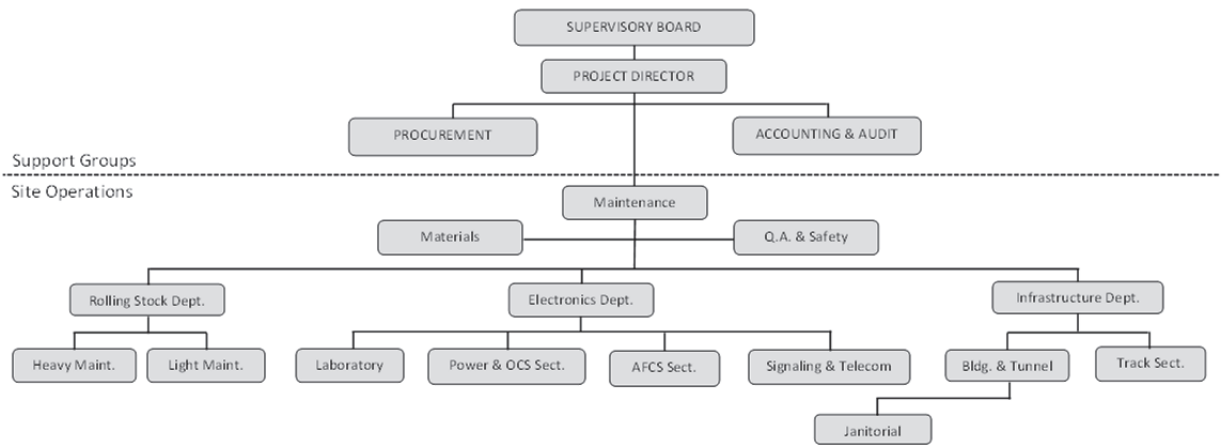 SUPERVISORY BOARD
PROJECT DIRECTOR
PROCUREMENT
ACCOUNTING & AUDIT
Support Groups
Site Operations
Maintenance
Materials
Q.A. & Safety
Rolling Stock Dept.
Electronics Dept.
Infrastructure Dept.
Heavy Maint.
Light Maint.
Laboratory
Power & OCS Sect.
AFCS Sect.
Signaling & Telecom
Bldg. & Tunnel
Track Sect.
Janitorial